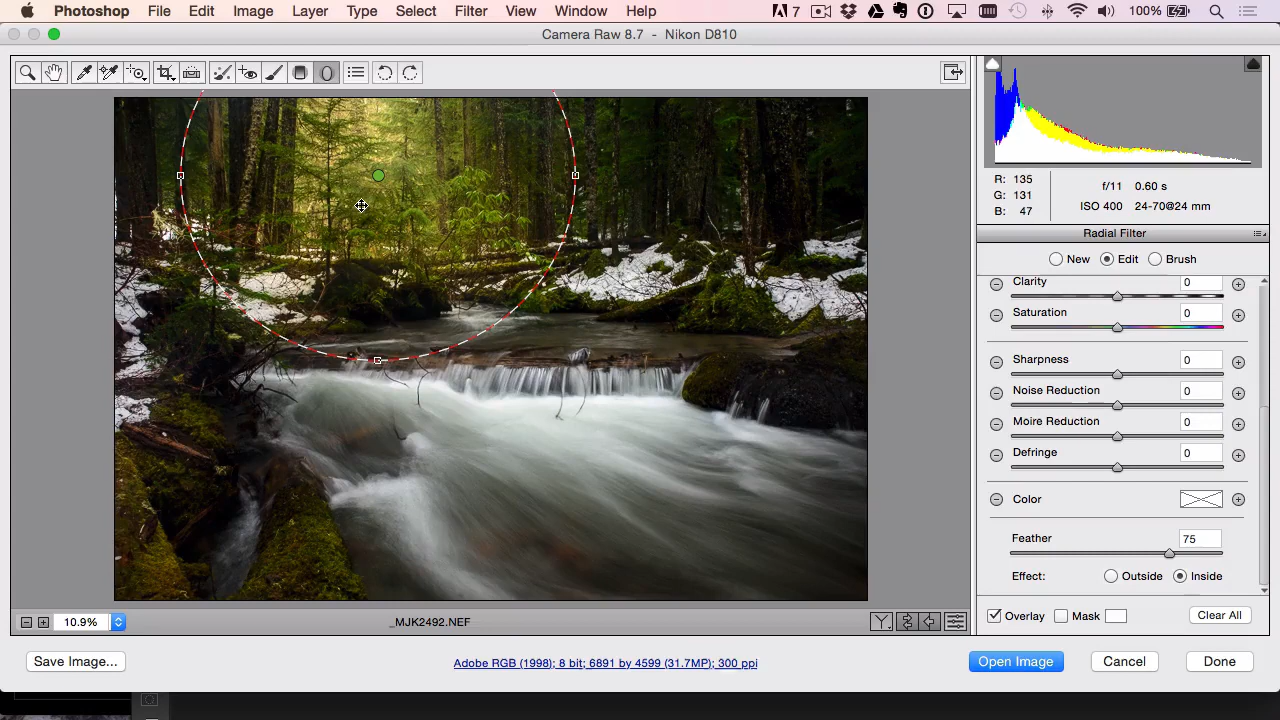 Photoshop File Edit Image Layer Type Select Filter View Window Help 7 100%
Camera Raw 8.7 - Nikon D810
R: 135
G: 131
B: 47
f/11 0.60 s
ISO 400 24-70@24 mm
Radial Filter
New Edit Brush
Clarity 0
Saturation 0
Sharpness 0
Noise Reduction 0
Moire Reduction 0
Defringe 0
Color
Feather 75
Effect: Outside Inside
Overlay Mask Clear All
10.9% _MJK2492.NEF Y
Save Image... Adobe RGB (1998); 8 bit; 6891 by 4599 (31.7MP); 300 ppi Open Image Cancel Done